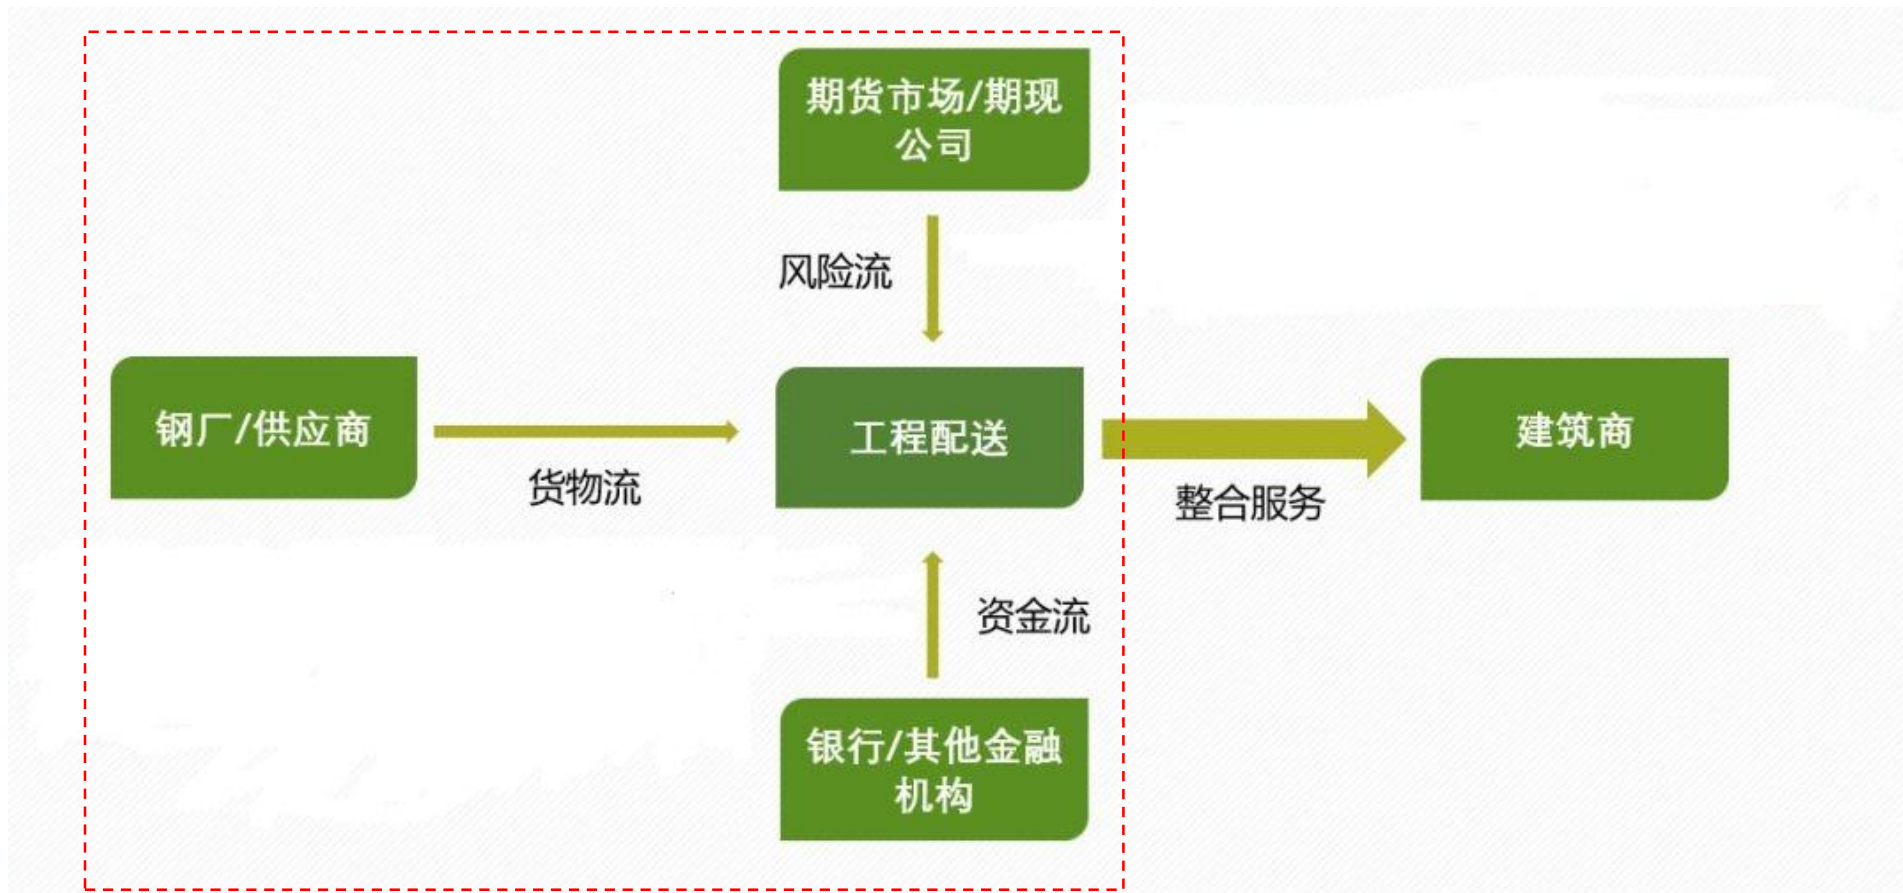 期货市场/期现
公司
风险流
钢厂/供应商
工程配送
建筑商
货物流
整合服务
资金流
银行/其他金融
机构